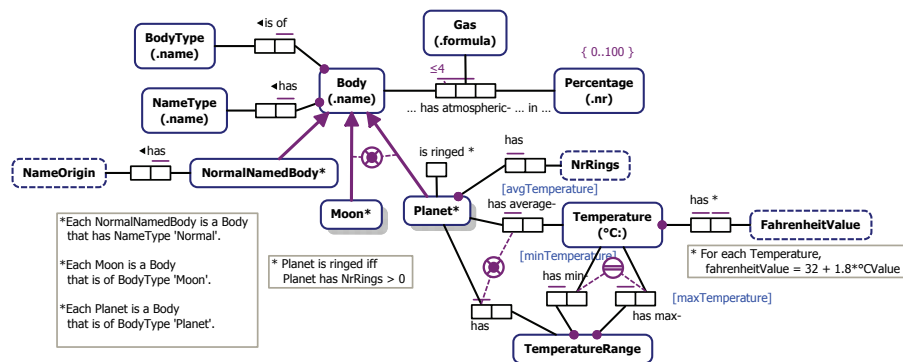 BodyType
(.name)
◄is of
Gas
(.formula)
{ 0..100 }
≤4
Body
(.name)
Percentage
(.nr)
... has atmospheric- ... in ...
NameType
(.name)
◄has
NameOrigin
◄has
NormalNamedBody*
is ringed *
has
NrRings
Moon*
Planet*
[avgTemperature]
has average-
Temperature
(°C:)
has *
FahrenheitValue
*Each NormalNamedBody is a Body
that has NameType 'Normal'.
*Each Moon is a Body
that is of BodyType 'Moon'.
*Each Planet is a Body
that is of BodyType 'Planet'.
* Planet is ringed iff
Planet has NrRings > 0
[minTemperature]
has min-
* For each Temperature,
fahrenheitValue = 32 + 1.8*°CValue
[maxTemperature]
has
has max-
TemperatureRange